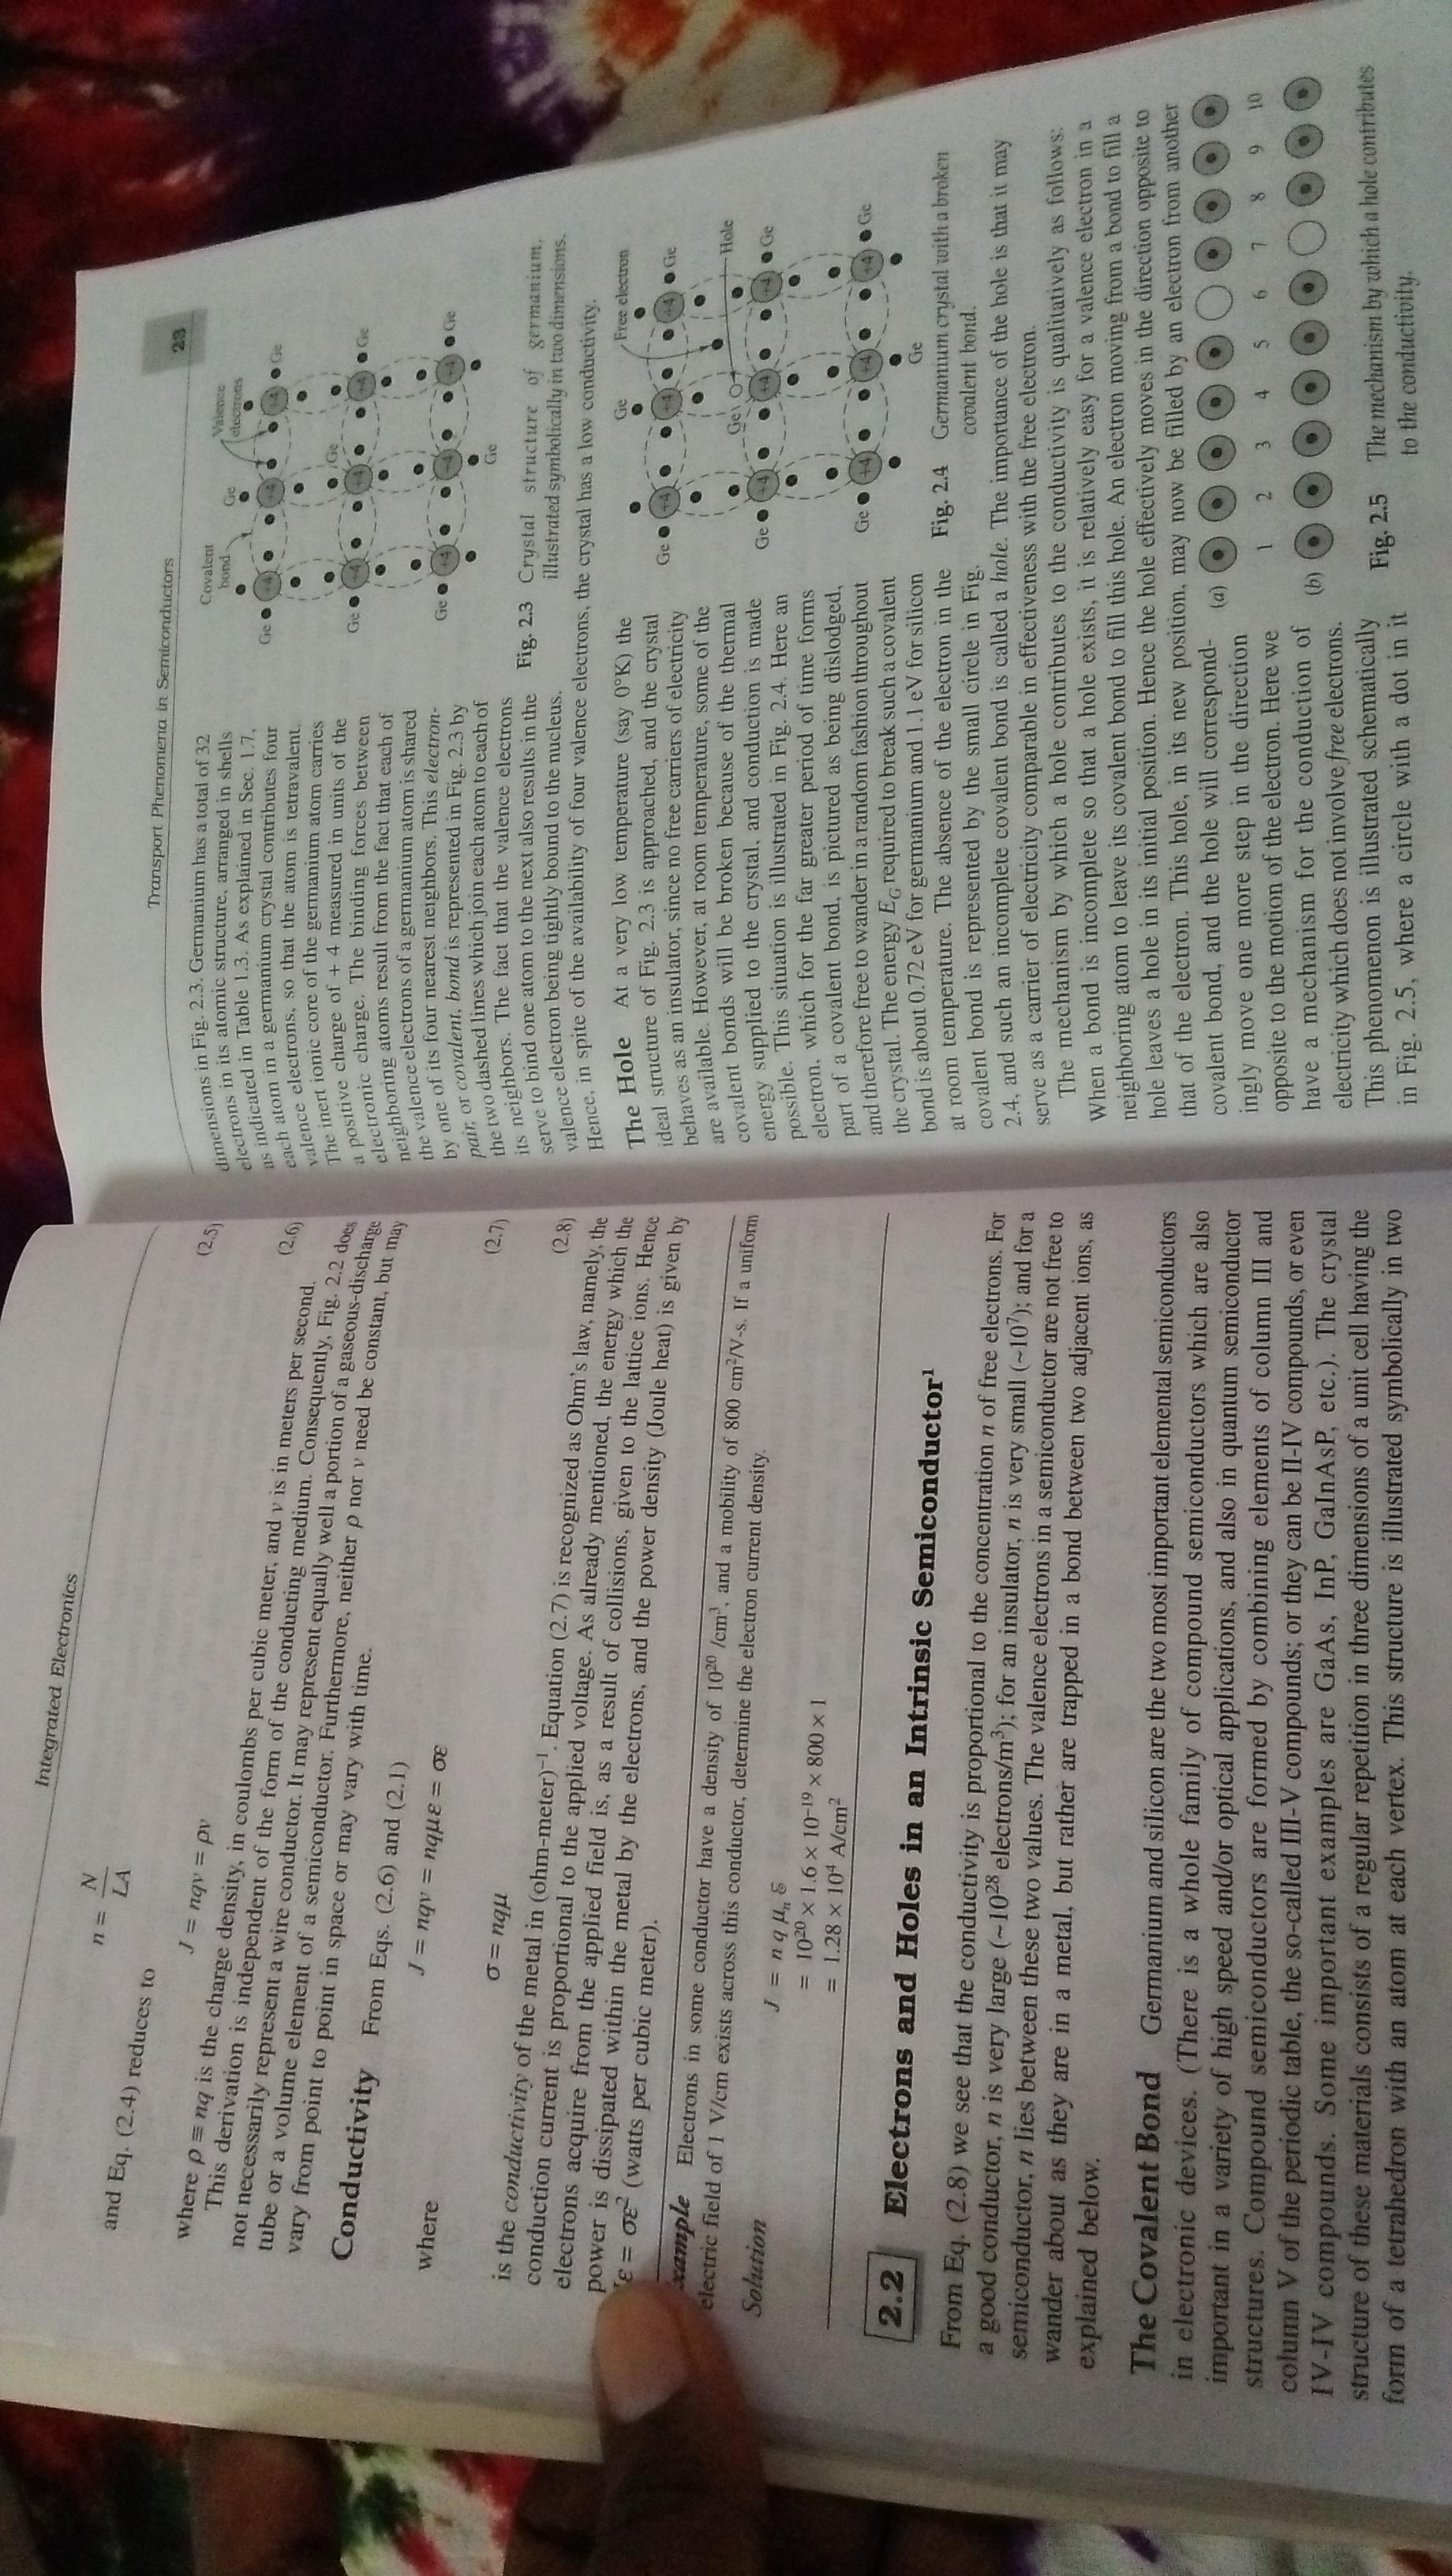 Integrated Electronics
n = N/LA
and Eq. (2.4) reduces to
J = nqv = ρv (2.5)
where ρ ≡ nq is the charge density, in coulombs per cubic meter, and v is in meters per second. (2.6)
This derivation is independent of the form of the conducting medium. Consequently, Fig. 2.2 does
not necessarily represent a wire conductor. It may represent equally well a portion of a gaseous-discharge
tube or a volume element of a semiconductor. Furthermore, neither ρ nor v need be constant, but may
vary from point to point in space or may vary with time.
Conductivity From Eqs. (2.6) and (2.1)
J = nqv = nqμε = σε (2.7)
where
σ = nqμ (2.8)
is the conductivity of the metal in (ohm-meter)⁻¹. Equation (2.7) is recognized as Ohm's law, namely, the
conduction current is proportional to the applied voltage. As already mentioned, the energy which the
electrons acquire from the applied field is, as a result of collisions, given to the lattice ions. Hence
power is dissipated within the metal by the electrons, and the power density (Joule heat) is given by
ε = σε² (watts per cubic meter).
xample Electrons in some conductor have a density of 10²⁰ /cm³, and a mobility of 800 cm²/V-s. If a uniform
electric field of 1 V/cm exists across this conductor, determine the electron current density.
Solution
J = n q μₙ ℰ
= 10²⁰ × 1.6 × 10⁻¹⁹ × 800 × 1
= 1.28 × 10⁴ A/cm²
2.2 Electrons and Holes in an Intrinsic Semiconductor¹
From Eq. (2.8) we see that the conductivity is proportional to the concentration n of free electrons. For
a good conductor, n is very large (~10²⁸ electrons/m³); for an insulator, n is very small (~10⁷); and for a
semiconductor, n lies between these two values. The valence electrons in a semiconductor are not free to
wander about as they are in a metal, but rather are trapped in a bond between two adjacent ions, as
explained below.
The Covalent Bond Germanium and silicon are the two most important elemental semiconductors
in electronic devices. (There is a whole family of compound semiconductors which are also
important in a variety of high speed and/or optical applications, and also in quantum semiconductor
structures. Compound semiconductors are formed by combining elements of column III and
column V of the periodic table, the so-called III-V compounds; or they can be II-IV compounds, or even
IV-IV compounds. Some important examples are GaAs, InP, GaInAsP, etc.). The crystal
structure of these materials consists of a regular repetition in three dimensions of a unit cell having the
form of a tetrahedron with an atom at each vertex. This structure is illustrated symbolically in two
Transport Phenomena in Semiconductors 23
dimensions in Fig. 2.3. Germanium has a total of 32
electrons in its atomic structure, arranged in shells
as indicated in Table 1.3. As explained in Sec. 1.7,
each atom in a germanium crystal contributes four
valence electrons, so that the atom is tetravalent.
The inert ionic core of the germanium atom carries
a positive charge of + 4 measured in units of the
electronic charge. The binding forces between
neighboring atoms result from the fact that each of
the valence electrons of a germanium atom is shared
by one of its four nearest neighbors. This electron-
pair, or covalent, bond is represented in Fig. 2.3 by
the two dashed lines which join each atom to each of
its neighbors. The fact that the valence electrons
serve to bind one atom to the next also results in the
valence electron being tightly bound to the nucleus.
Hence, in spite of the availability of four valence electrons, the crystal has a low conductivity.
Covalent
bond
Valence
electrons
Ge
Ge +4 +4 +4 Ge
Ge
Ge +4 +4 +4 Ge
Ge +4 +4 +4 Ge
Ge
Fig. 2.3 Crystal structure of germanium,
illustrated symbolically in two dimensions.
The Hole At a very low temperature (say 0°K) the
ideal structure of Fig. 2.3 is approached, and the crystal
behaves as an insulator, since no free carriers of electricity
are available. However, at room temperature, some of the
covalent bonds will be broken because of the thermal
energy supplied to the crystal, and conduction is made
possible. This situation is illustrated in Fig. 2.4. Here an
electron, which for the far greater period of time forms
part of a covalent bond, is pictured as being dislodged,
and therefore free to wander in a random fashion throughout
the crystal. The energy E_G required to break such a covalent
bond is about 0.72 eV for germanium and 1.1 eV for silicon
at room temperature. The absence of the electron in the
covalent bond is represented by the small circle in Fig.
2.4, and such an incomplete covalent bond is called a hole. The importance of the hole is that it may
serve as a carrier of electricity comparable in effectiveness with the free electron.
Ge
Free electron
Ge +4 +4 +4 Ge
Ge
Hole
Ge +4 +4 +4 Ge
Ge +4 +4 +4 Ge
Ge
Fig. 2.4 Germanium crystal with a broken
covalent bond.
The mechanism by which a hole contributes to the conductivity is qualitatively as follows:
When a bond is incomplete so that a hole exists, it is relatively easy for a valence electron in a
neighboring atom to leave its covalent bond to fill this hole. An electron moving from a bond to fill a
hole leaves a hole in its initial position. Hence the hole effectively moves in the direction opposite to
that of the electron. This hole, in its new position, may now be filled by an electron from another
covalent bond, and the hole will correspond-
ingly move one more step in the direction
opposite to the motion of the electron. Here we
have a mechanism for the conduction of
electricity which does not involve free electrons.
This phenomenon is illustrated schematically
in Fig. 2.5, where a circle with a dot in it
(a)
1 2 3 4 5 6 7 8 9 10
(b)
Fig. 2.5 The mechanism by which a hole contributes
to the conductivity.